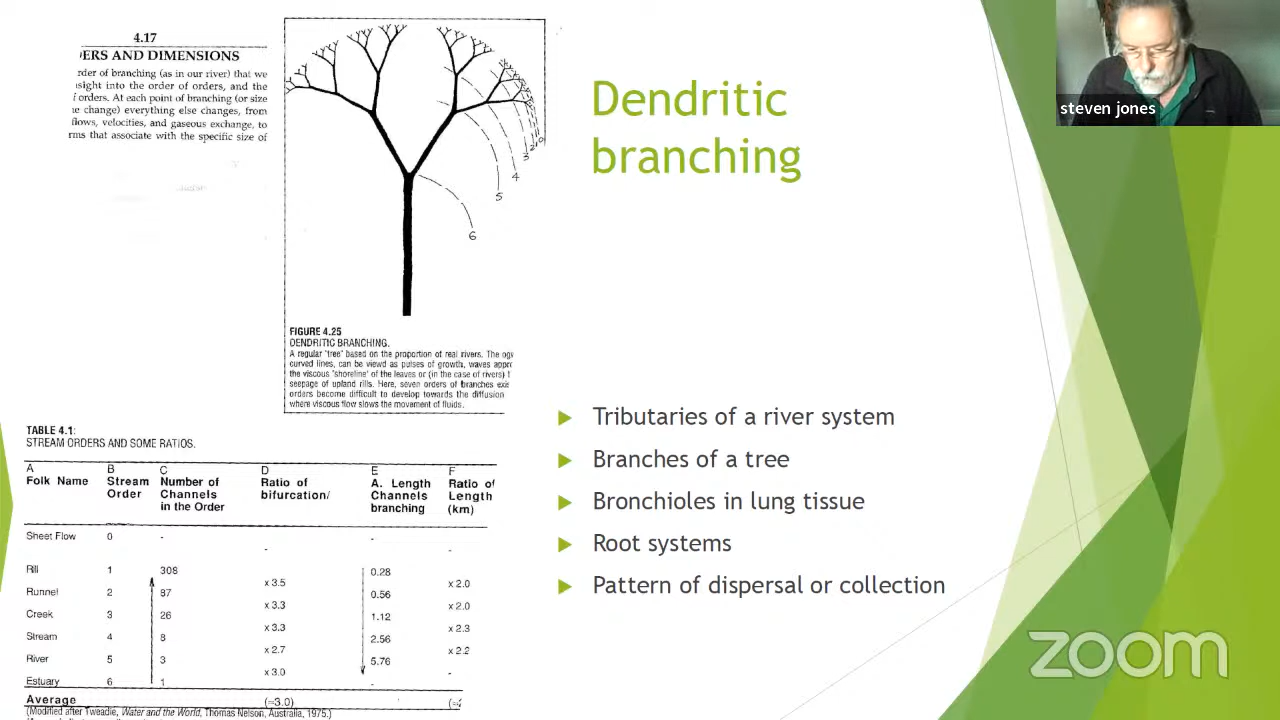 4.17
ERS AND DIMENSIONS
rder of branching (as in our river) that we
sight into the order of orders, and the
f orders. At each point of branching (or size
e change) everything else changes, from
flows, velocities, and gaseous exchange, to
rms that associate with the specific size of
3
4
5
6
FIGURE 4.25
DENDRITIC BRANCHING.
A regular "tree" based on the proportion of real rivers. The
curved lines, can be viewd as pulses of growth, waves
the viscous "shoreline" of the leaves or (in the case of rivers)
seepage of upland rills. Here, seven orders of branches
orders become difficult to develop towards the diffusion
where viscous flow slows the movement of fluids.
TABLE 4.1:
STREAM ORDERS AND SOME RATIOS.
A B C D E F
Folk Name Stream Order Number of Channels in the Order Ratio of bifurcation/ A. Length Channels branching Ratio of Length (km)
Sheet Flow 0 - - - -
Rill 1 308 0.28
x 3.5 x 2.0
Runnel 2 87 0.56
x 3.3 x 2.0
Creek 3 26 1.12
x 3.3 x 2.3
Stream 4 8 2.56
x 2.7 x 2.2
River 5 3 5.76
x 3.0 -
Estuary 6 1 -
Average (=3.0) (=
(Modified after Tweadie, Water and the World, Thomas Nelson, Australia, 1975.)
Dendritic
branching
Tributaries of a river system
Branches of a tree
Bronchioles in lung tissue
Root systems
Pattern of dispersal or collection
steven jones
zoom